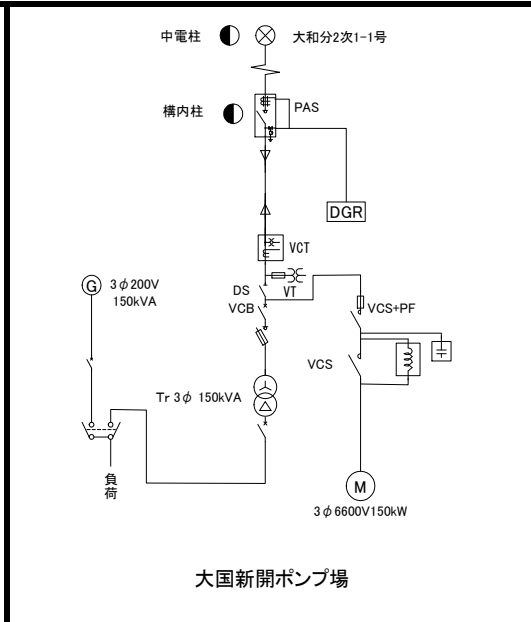 中電柱 大和分2次1-1号
構内柱 PAS
DGR
VCT
G 3φ200V
150kVA
DS VT
VCB VCS+PF
VCS
Tr 3φ 150kVA
負荷
M
3φ6600V150kW
大国新開ポンプ場